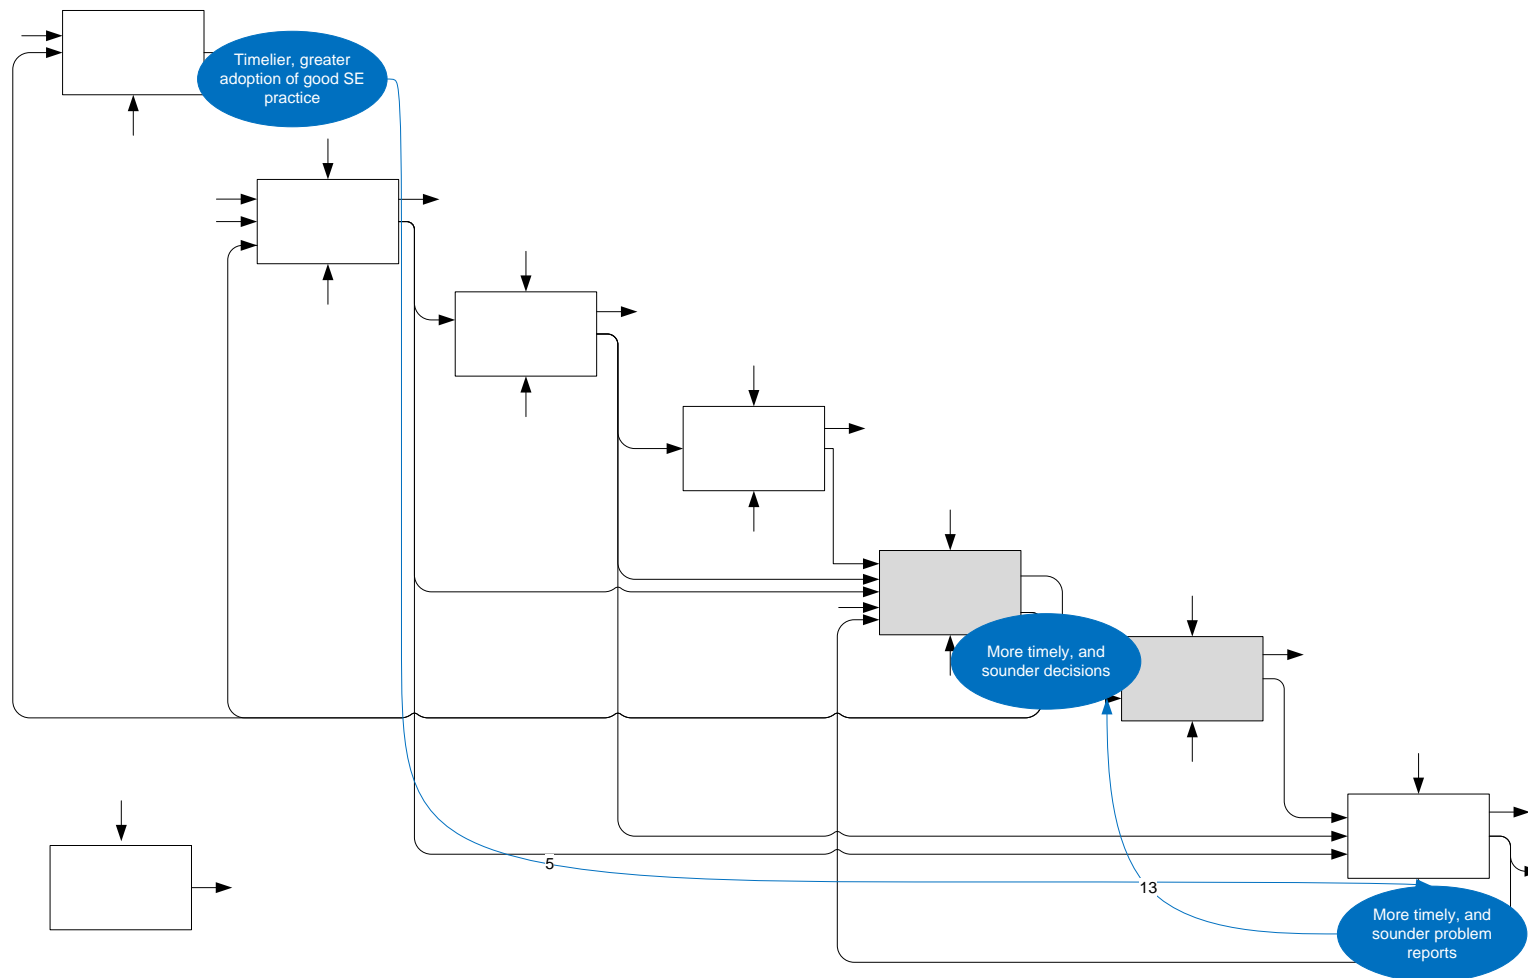 Timelier, greater
adoption of good SE
practice
More timely, and
sounder decisions
5
13
More timely, and
sounder problem
reports